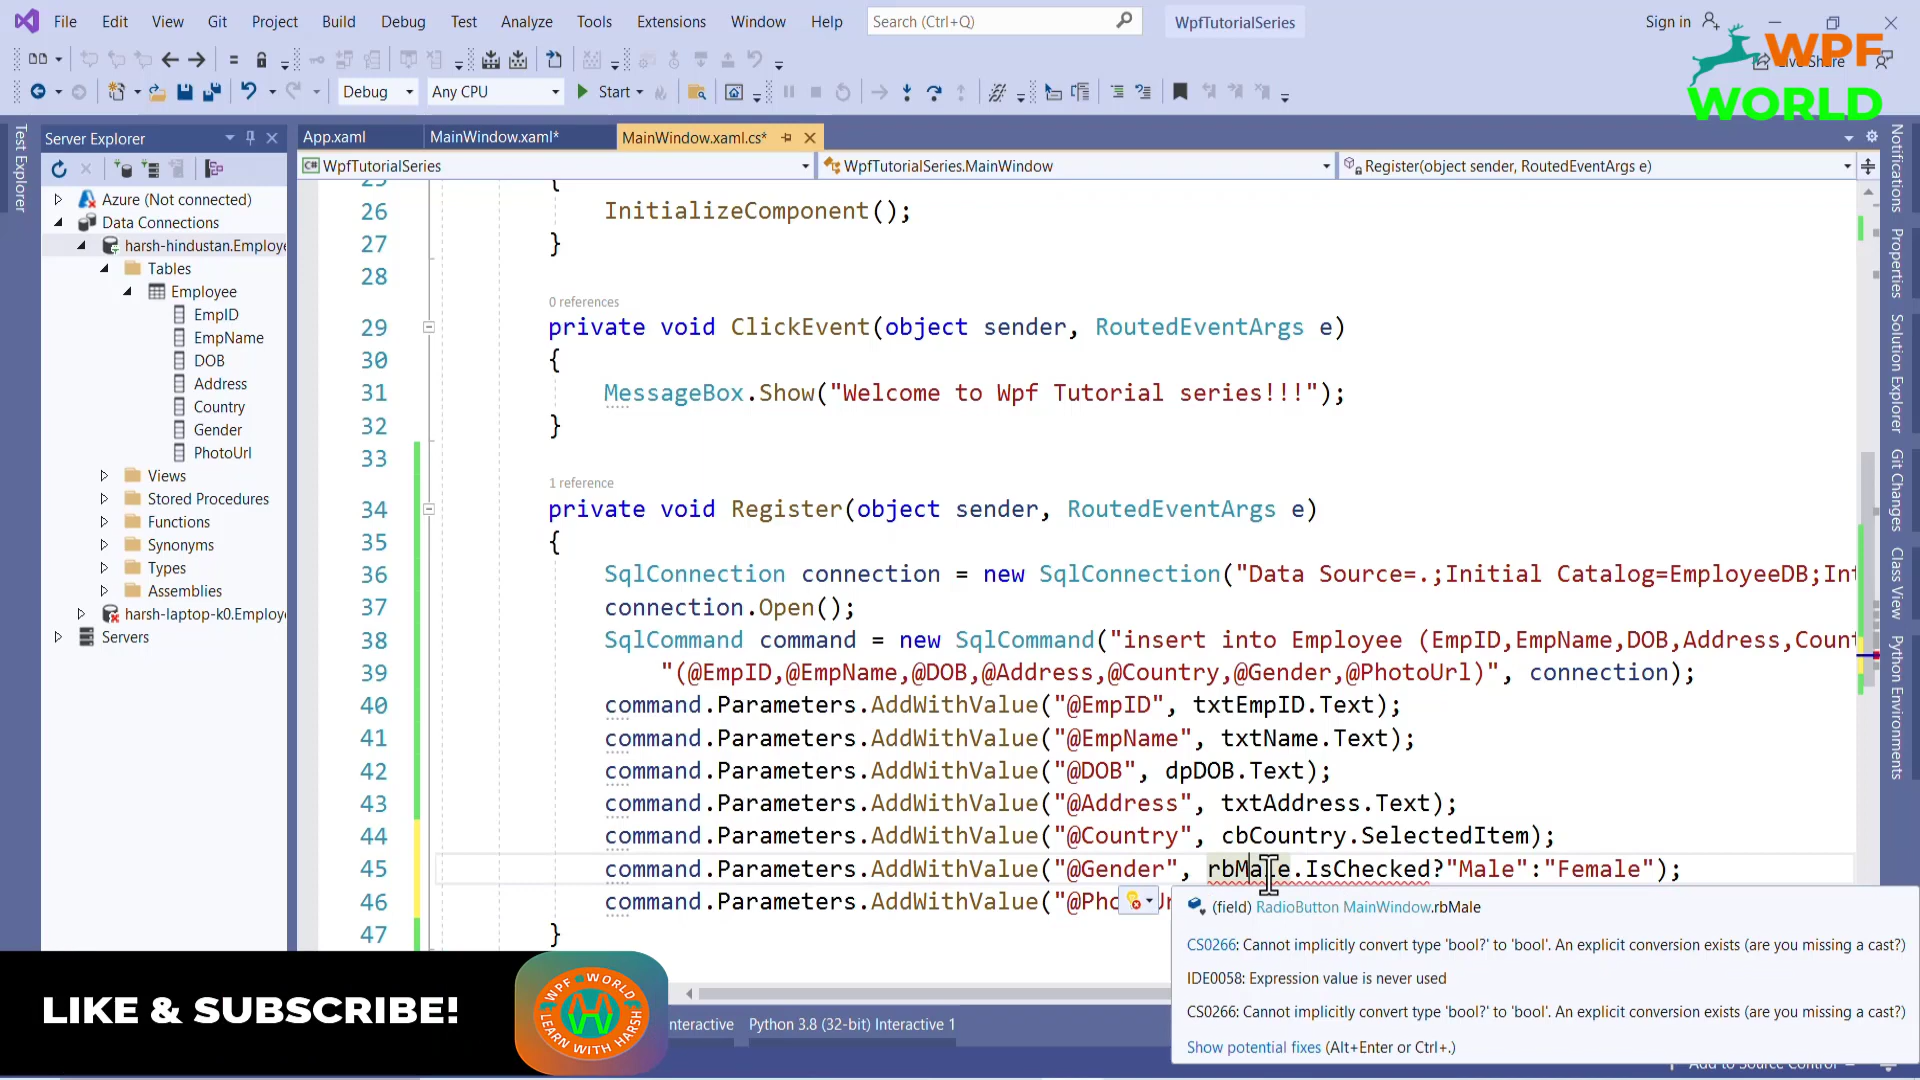 File Edit View Git Project Build Debug Test Analyze Tools Extensions Window Help Search (Ctrl+Q) WpfTutorialSeries Sign in
WPF
WORLD
Debug Any CPU Start
Test Explorer
Server Explorer
Azure (Not connected)
Data Connections
harsh-hindustan.Employe
Tables
Employee
EmpID
EmpName
DOB
Address
Country
Gender
PhotoUrl
Views
Stored Procedures
Functions
Synonyms
Types
Assemblies
harsh-laptop-k0.Employe
Servers
App.xaml MainWindow.xaml* MainWindow.xaml.cs*
C# WpfTutorialSeries WpfTutorialSeries.MainWindow Register(object sender, RoutedEventArgs e)
25 {
26 InitializeComponent();
27 }
28
0 references
29 private void ClickEvent(object sender, RoutedEventArgs e)
30 {
31 MessageBox.Show("Welcome to Wpf Tutorial series!!!");
32 }
33
1 reference
34 private void Register(object sender, RoutedEventArgs e)
35 {
36 SqlConnection connection = new SqlConnection("Data Source=.;Initial Catalog=EmployeeDB;Int
37 connection.Open();
38 SqlCommand command = new SqlCommand("insert into Employee (EmpID,EmpName,DOB,Address,Count
39 "(@EmpID,@EmpName,@DOB,@Address,@Country,@Gender,@PhotoUrl)", connection);
40 command.Parameters.AddWithValue("@EmpID", txtEmpID.Text);
41 command.Parameters.AddWithValue("@EmpName", txtName.Text);
42 command.Parameters.AddWithValue("@DOB", dpDOB.Text);
43 command.Parameters.AddWithValue("@Address", txtAddress.Text);
44 command.Parameters.AddWithValue("@Country", cbCountry.SelectedItem);
45 command.Parameters.AddWithValue("@Gender", rbMale.IsChecked?"Male":"Female");
46 command.Parameters.AddWithValue("@Pho
47 }
(field) RadioButton MainWindow.rbMale
CS0266: Cannot implicitly convert type 'bool?' to 'bool'. An explicit conversion exists (are you missing a cast?)
IDE0058: Expression value is never used
CS0266: Cannot implicitly convert type 'bool?' to 'bool'. An explicit conversion exists (are you missing a cast?)
Show potential fixes (Alt+Enter or Ctrl+.)
Notifications
Properties
Solution Explorer
Git Changes
Class View
Python Environments
LIKE & SUBSCRIBE!
WPF WORLD
LEARN WITH HARSH
nteractive Python 3.8 (32-bit) Interactive 1